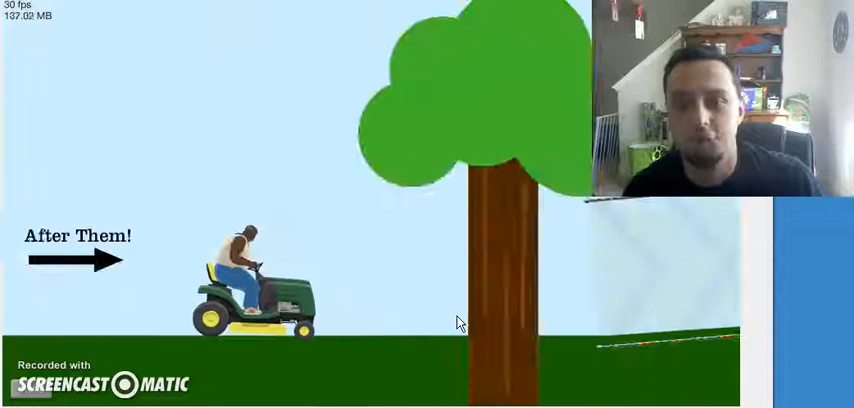 30 fps
137.02 MB
After Them!
Recorded with
SCREENCAST O MATIC